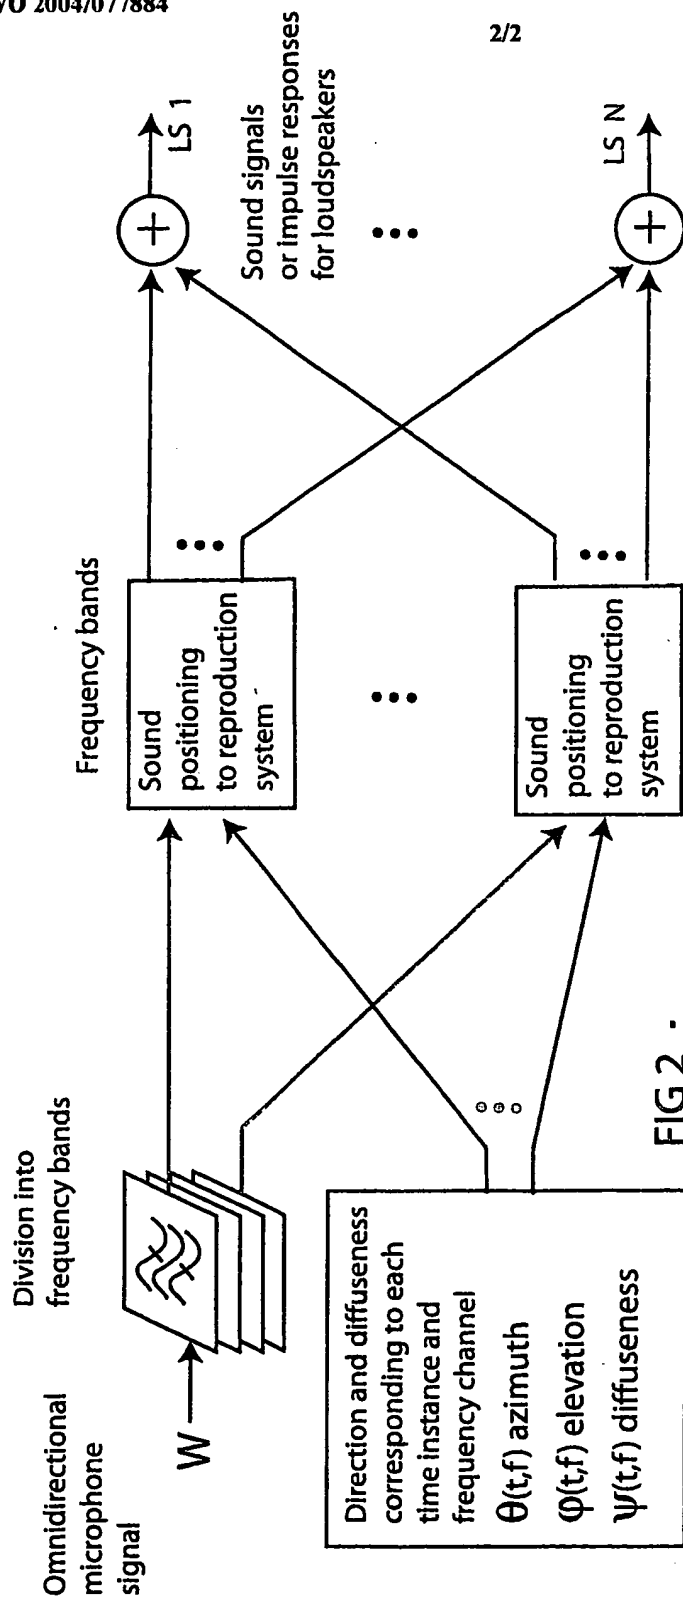 2004/077884
2/2
Omnidirectional
microphone
signal
W
Division into
frequency bands
Frequency bands
Sound
positioning
to reproduction
system
Sound
positioning
to reproduction
system
+
LS 1
Sound signals
or impulse responses
for loudspeakers
+
LS N
Direction and diffuseness
corresponding to each
time instance and
frequency channel
θ(t,f) azimuth
φ(t,f) elevation
ψ(t,f) diffuseness
FIG 2